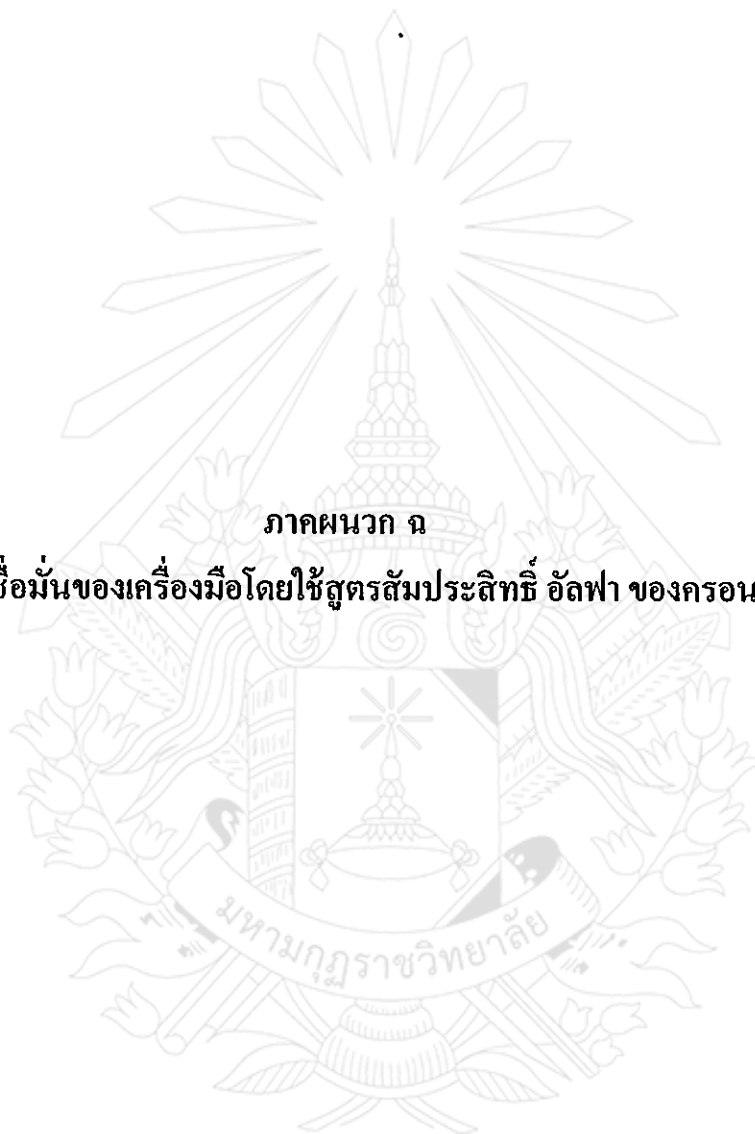 ภาคผนวก ฉ
ชื่อมั่นของเครื่องมือโดยใช้สูตรสัมประสิทธิ์ อัลฟา ของครอน
มหามกุฏราชวิทยาลัย